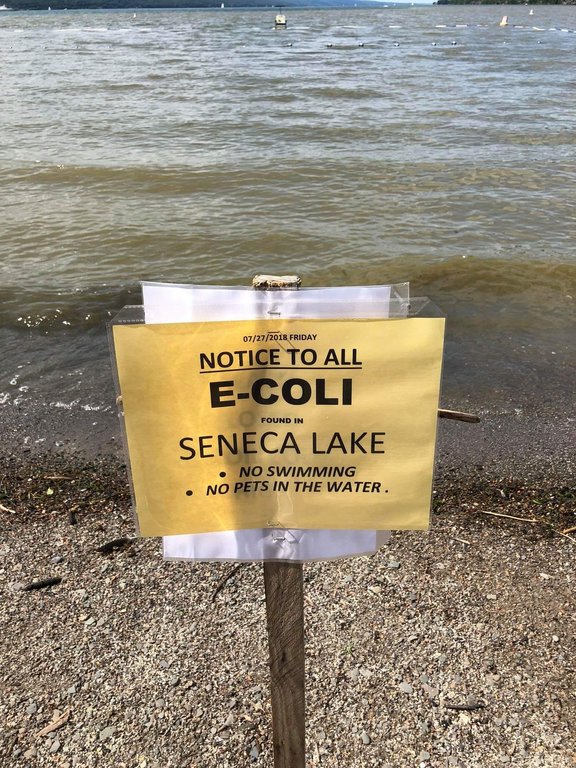 07/27/2018 FRIDAY
NOTICE TO ALL
E-COLI
FOUND IN
SENECA LAKE
• NO SWIMMING
• NO PETS IN THE WATER .